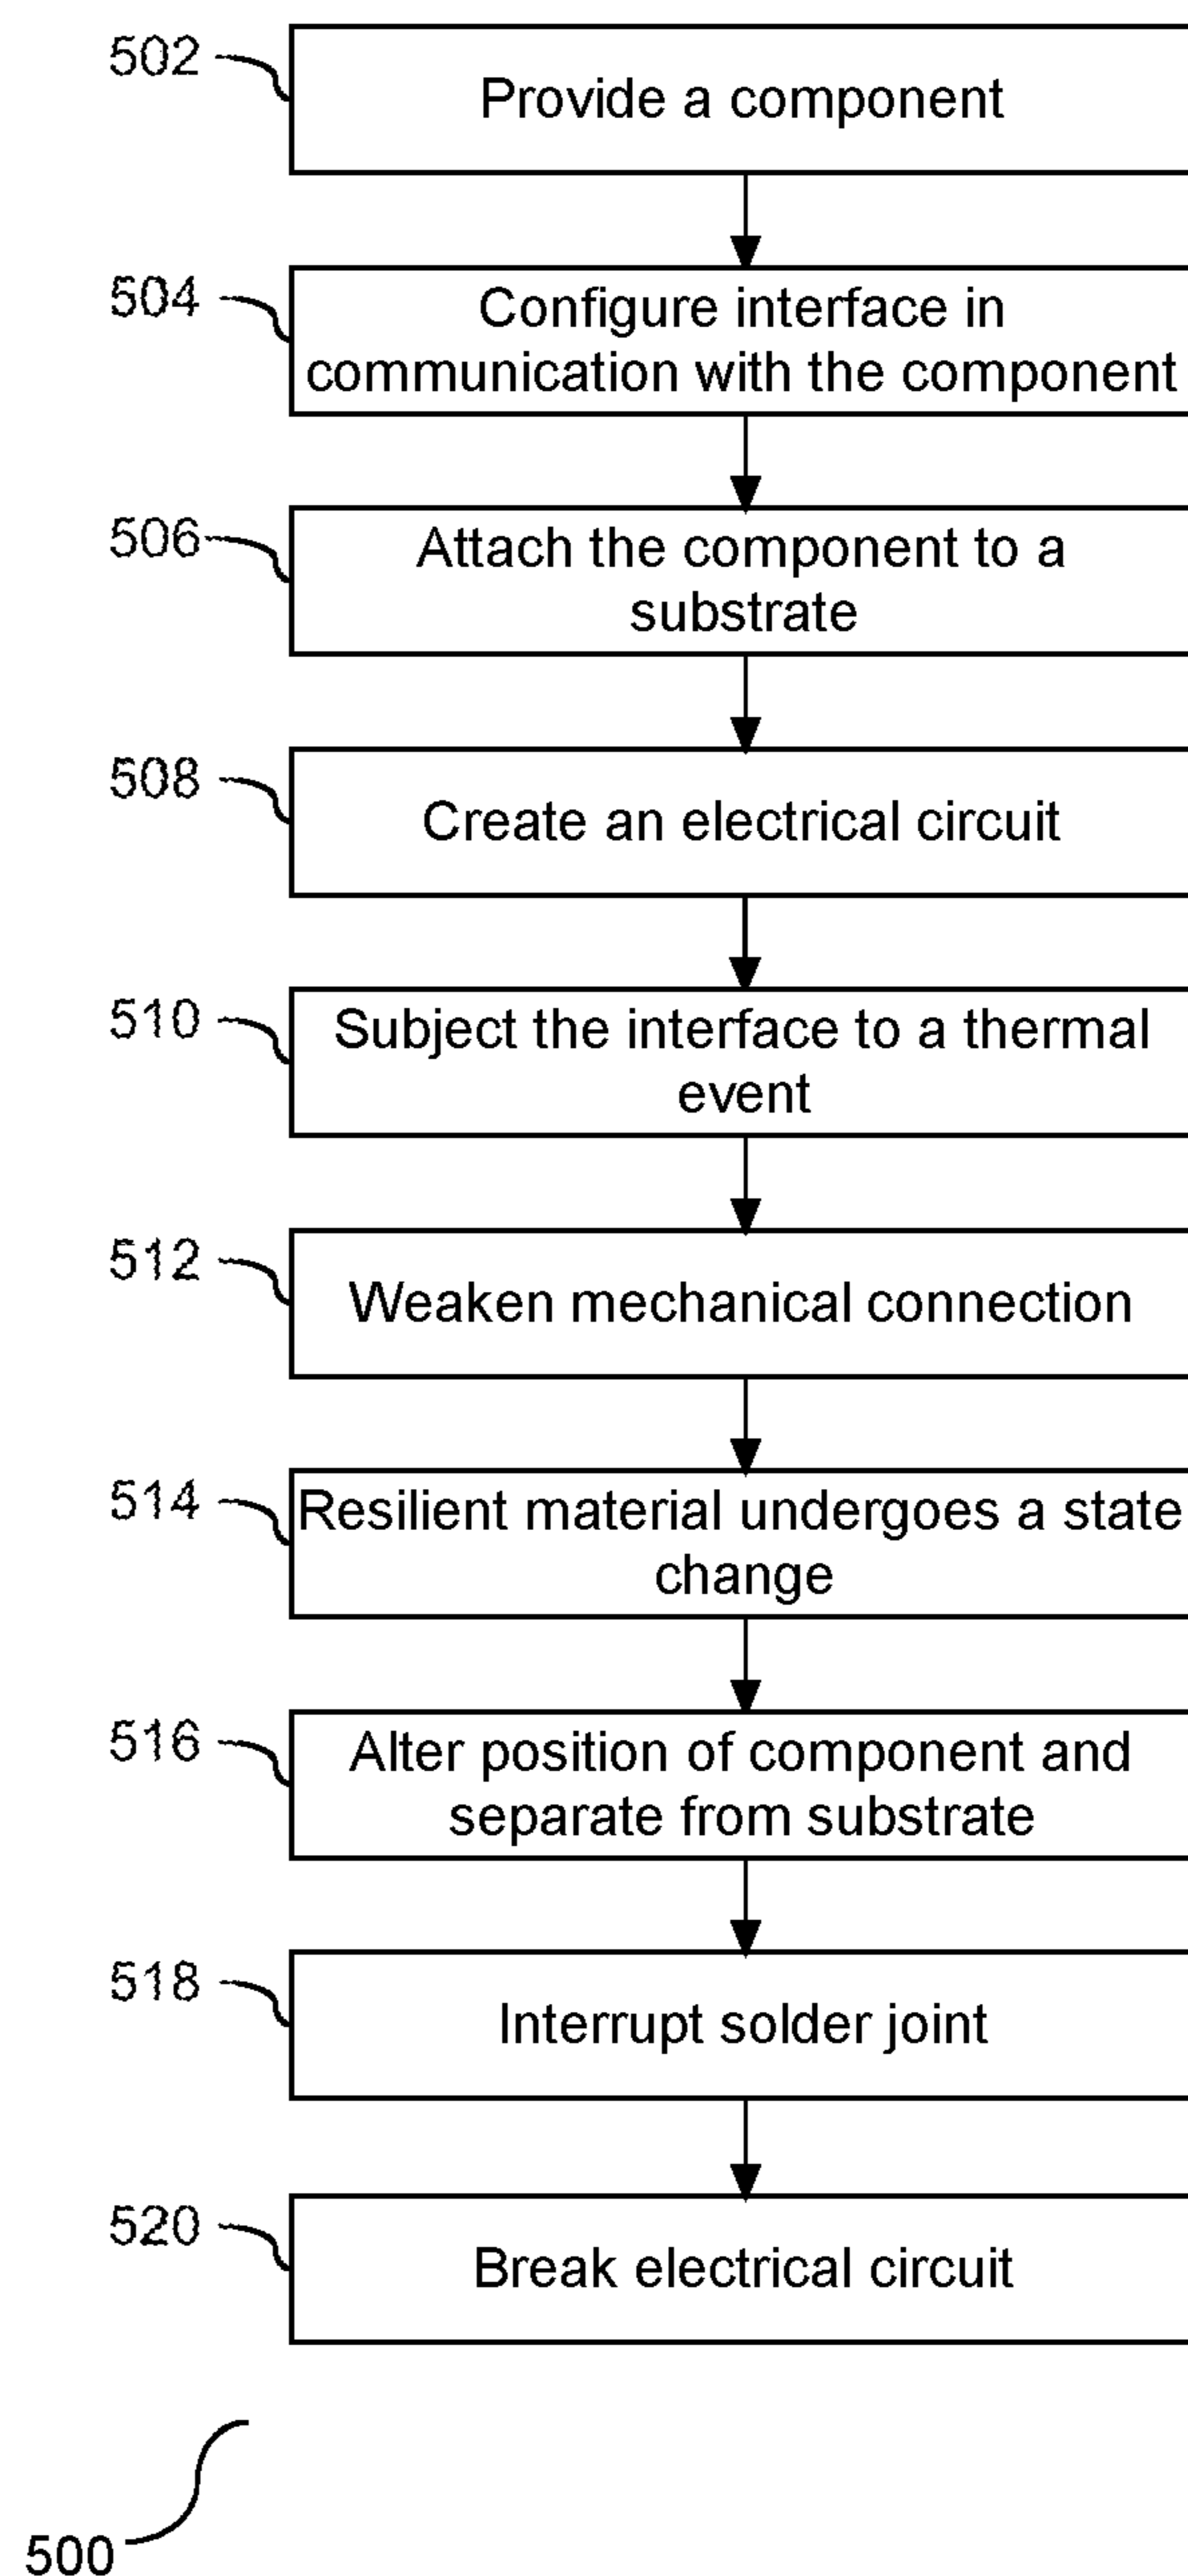 502
Provide a component
504
Configure interface in
communication with the component
506
Attach the component to a
substrate
508
Create an electrical circuit
510
Subject the interface to a thermal
event
512
Weaken mechanical connection
514
Resilient material undergoes a state
change
516
Alter position of component and
separate from substrate
518
Interrupt solder joint
520
Break electrical circuit
500